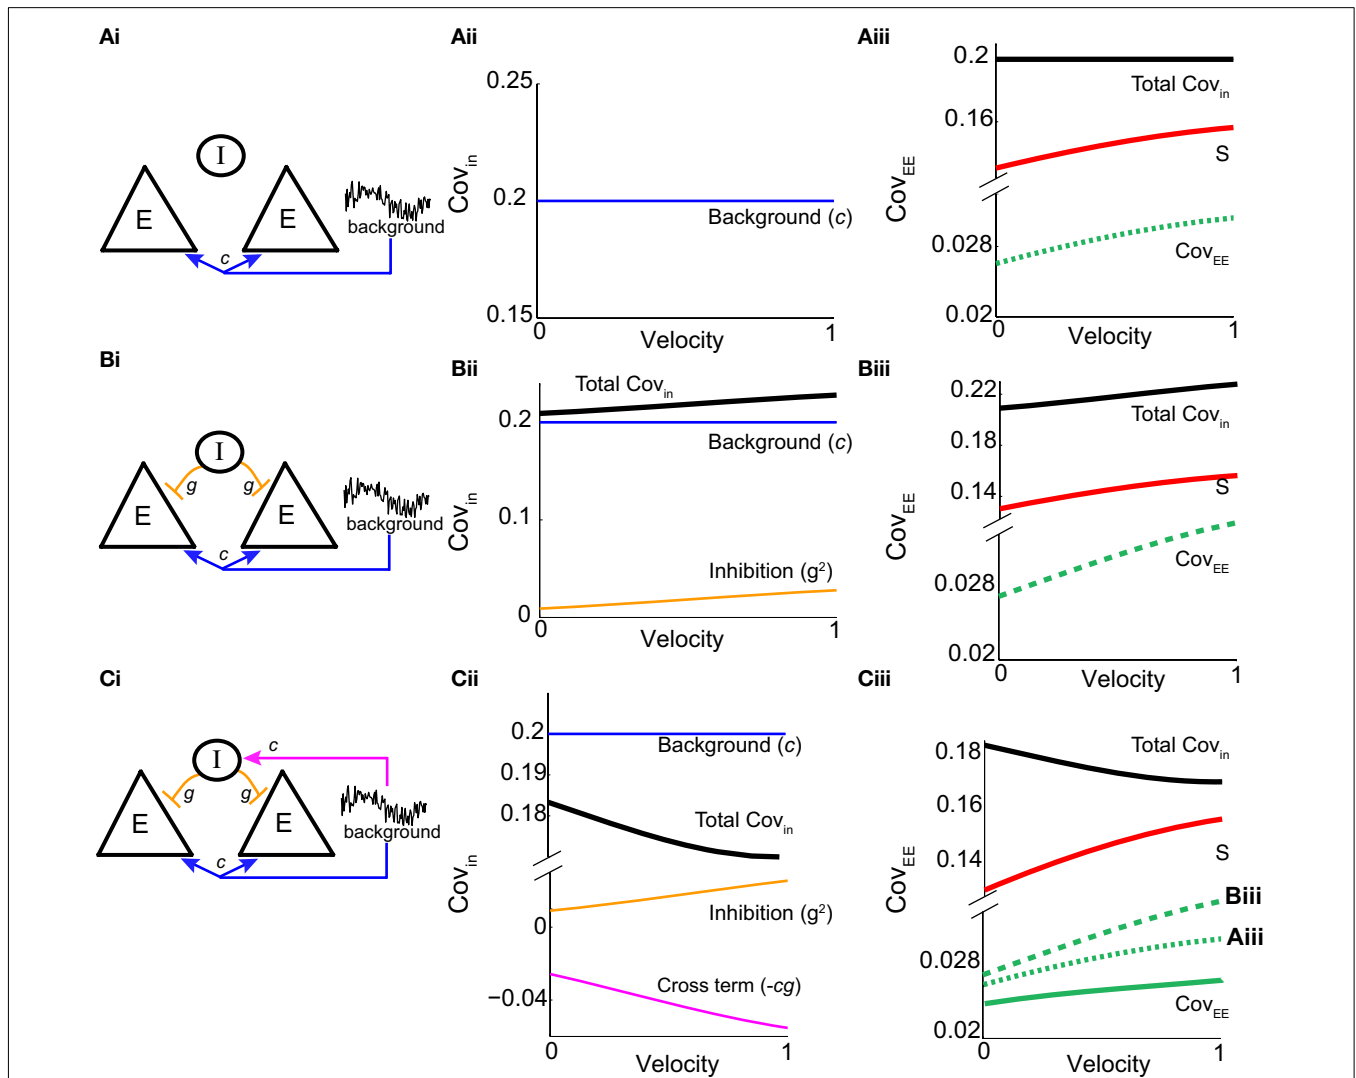 Ai
Aii
Aiii
I
E
E
background
c
Cov_in
0.25
0.2
0.15
Background (c)
0
Velocity
1
Cov_EE
0.2
0.16
0.028
0.02
Total Cov_in
S
Cov_EE
0
Velocity
1
Bi
Bii
Biii
I
g
g
E
E
background
c
Cov_in
0.2
0.1
0
Total Cov_in
Background (c)
Inhibition (g²)
0
Velocity
1
Cov_EE
0.22
0.18
0.14
0.028
0.02
Total Cov_in
S
Cov_EE
0
Velocity
1
Ci
Cii
Ciii
c
I
g
g
E
E
background
c
Cov_in
0.2
0.19
0.18
0
−0.04
Background (c)
Total Cov_in
Inhibition (g²)
Cross term (-cg)
0
Velocity
1
Cov_EE
0.18
0.16
0.14
0.028
0.02
Total Cov_in
S
Biii
Aiii
Cov_EE
0
Velocity
1